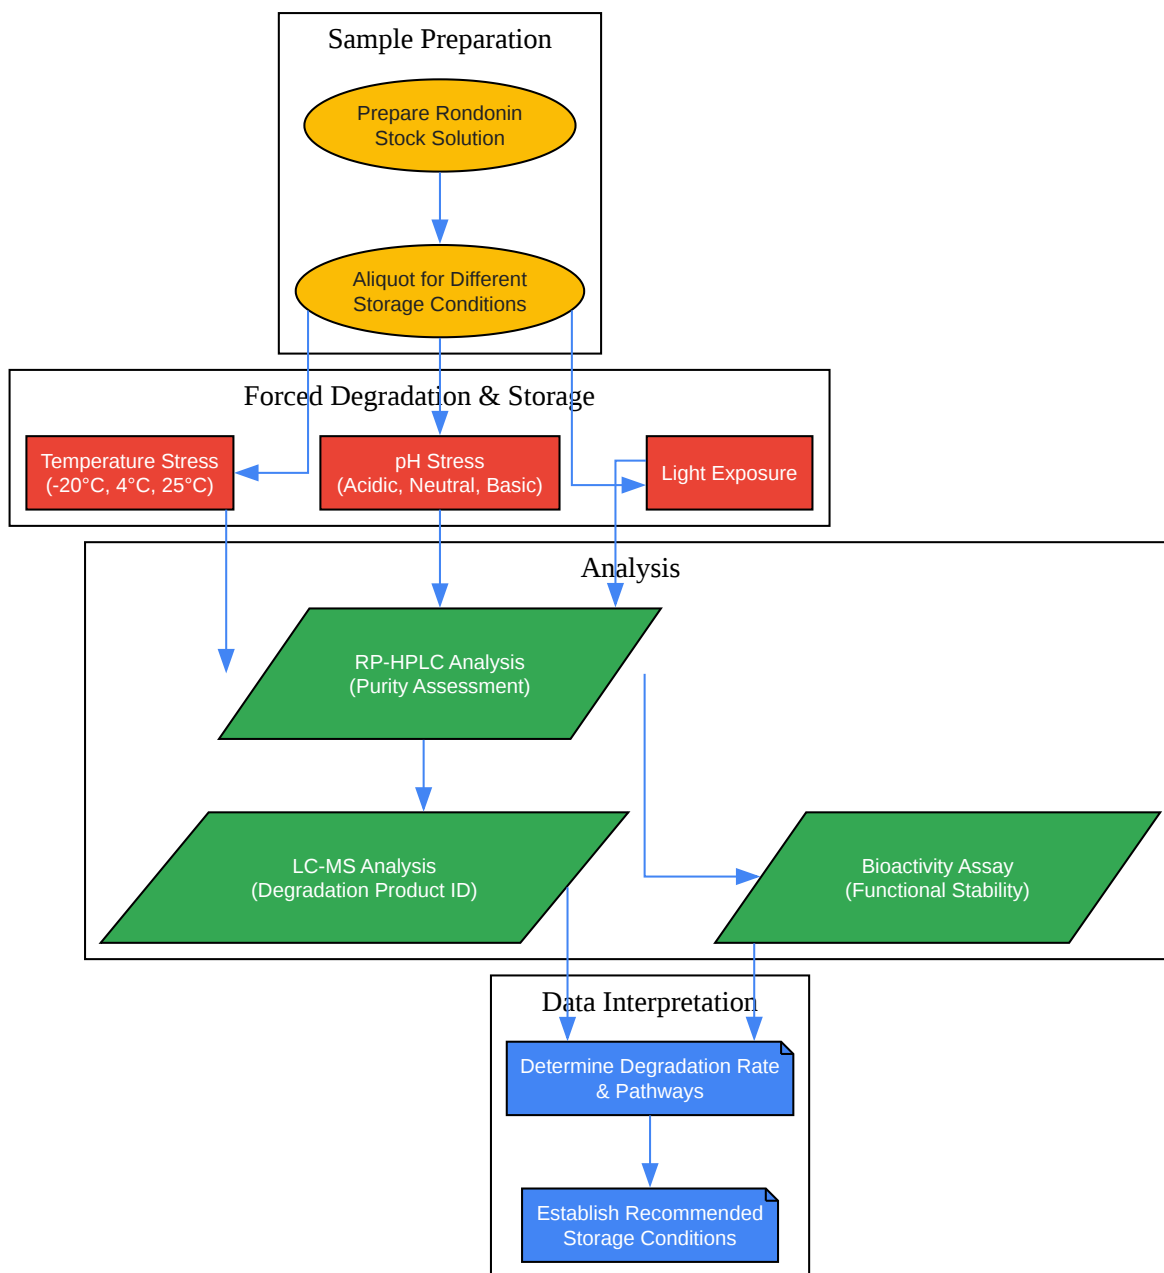 Sample Preparation
Prepare Rondonin
Stock Solution
Aliquot for Different
Storage Conditions
Forced Degradation & Storage
Temperature Stress
(-20°C, 4°C, 25°C)
pH Stress
(Acidic, Neutral, Basic)
Light Exposure
Analysis
RP-HPLC Analysis
(Purity Assessment)
LC-MS Analysis
(Degradation Product ID)
Bioactivity Assay
(Functional Stability)
Data Interpretation
Determine Degradation Rate
& Pathways
Establish Recommended
Storage Conditions